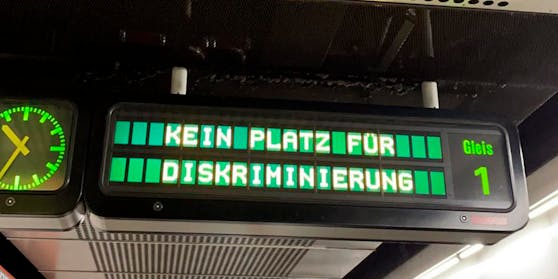 KEIN PLATZ FÜR
DISKRIMINIERUNG
Gleis
1